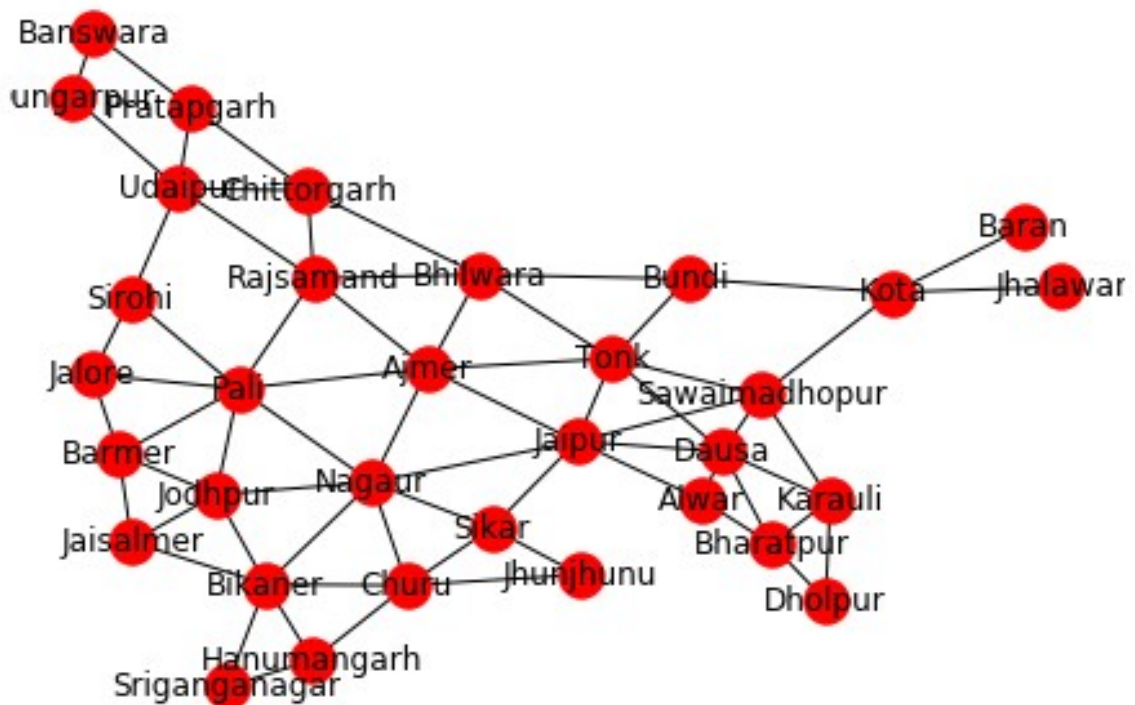 Banswara
ungarpur
Pratapgarh
Udaipur
Chittorgarh
Baran
Rajsamand
Bhilwara
Bundi
Kota
Jhalawar
Sirohi
Jalore
Pali
Ajmer
Tonk
Sawaimadhopur
Barmer
Jodhpur
Nagaur
Jaipur
Dausa
Alwar
Karauli
Jaisalmer
Sikar
Bharatpur
Bikaner
Churu
Jhunjhunu
Dholpur
Hanumangarh
Sriganganagar